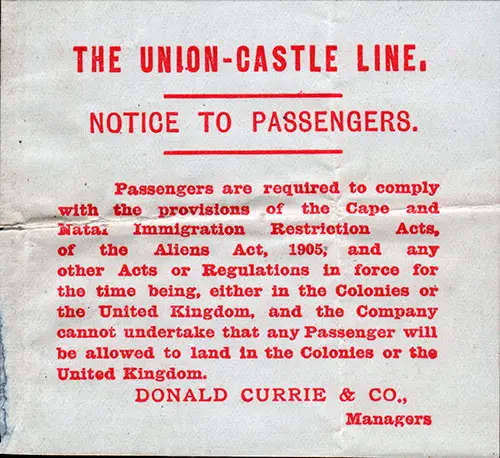 THE UNION-CASTLE LINE.
NOTICE TO PASSENGERS.
Passengers are required to comply
with the provisions of the Cape and
Natal Immigration Restriction Acts,
of the Aliens Act, 1905; and any
other Acts or Regulations in force for
the time being, either in the Colonies or
the United Kingdom, and the Company
cannot undertake that any Passenger will
be allowed to land in the Colonies or the
United Kingdom.
DONALD CURRIE & CO.,
Managers